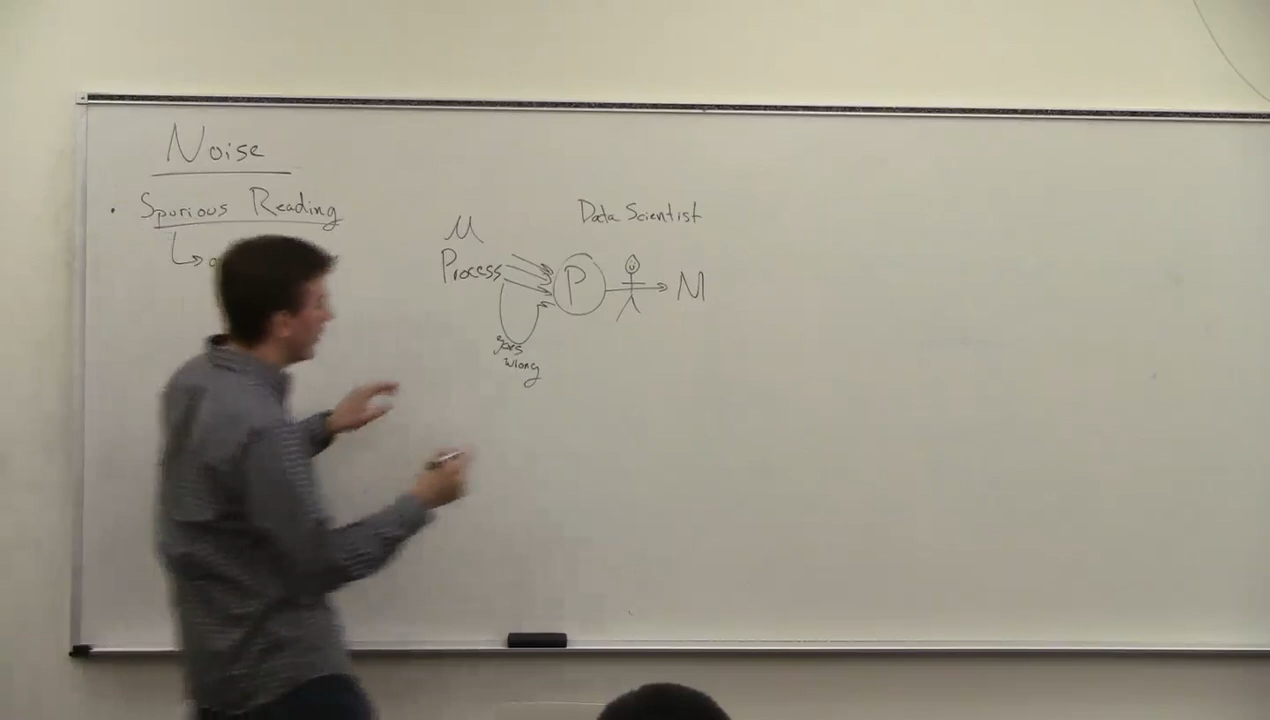 Noise
• Spurious Reading
Data Scientist
M
Process
P
M
goes
wrong